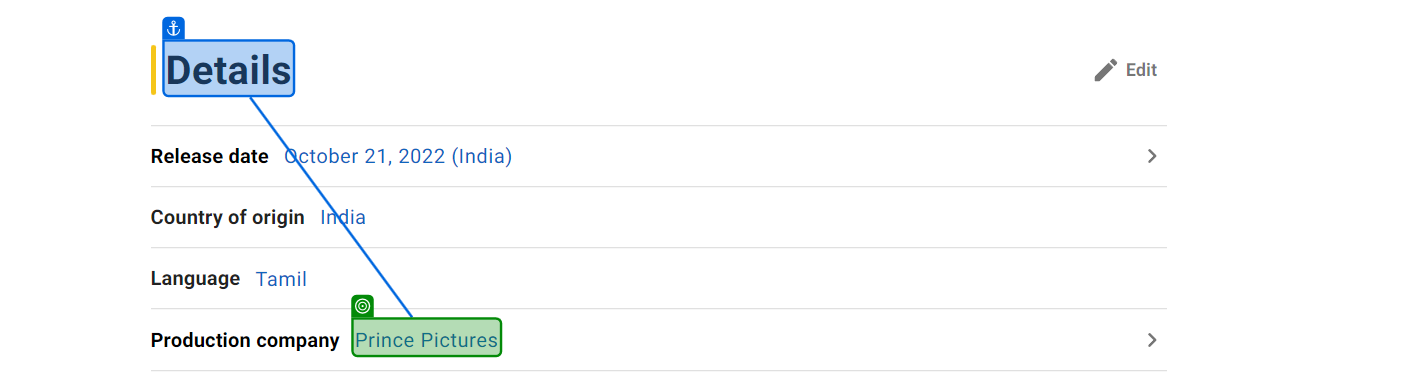 Details
Edit
Release date October 21, 2022 (India)
Country of origin India
Language Tamil
Production company Prince Pictures